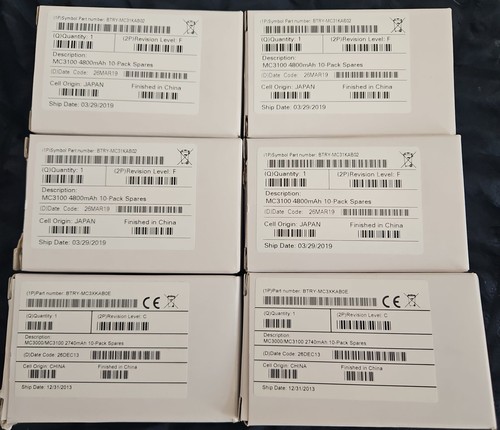 (1P)Symbol Part number: BTRY-MC31KAB02
(Q)Quantity: 1
(2P)Revision Level: F
Description:
MC3100 4800mAh 10-Pack Spares
(D)Date Code: 26MAR19
Cell Origin: JAPAN
Finished in China
Ship Date: 03/29/2019
(1P)Symbol Part number: BTRY-MC31KAB02
(Q)Quantity: 1
(2P)Revision Level: F
Description:
MC3100 4800mAh 10-Pack Spares
(D)Date Code: 26MAR19
Cell Origin: JAPAN
Finished in China
Ship Date: 03/29/2019
(1P)Symbol Part number: BTRY-MC31KAB02
(Q)Quantity: 1
(2P)Revision Level: F
Description:
MC3100 4800mAh 10-Pack Spares
(D)Date Code: 26MAR19
Cell Origin: JAPAN
Finished in China
Ship Date: 03/29/2019
(1P)Symbol Part number: BTRY-MC31KAB02
(Q)Quantity: 1
(2P)Revision Level: F
Description:
MC3100 4800mAh 10-Pack Spares
(D)Date Code: 26MAR19
Cell Origin: JAPAN
Finished in China
Ship Date: 03/29/2019
(1P)Part number: BTRY-MC3XKAB0E
CE
(Q)Quantity: 1
(2P)Revision Level: C
Description:
MC3000/MC3100 2740mAh 10-Pack Spares
(D)Date Code: 26DEC13
Cell Origin: CHINA
Finished in China
Ship Date: 12/31/2013
(1P)Part number: BTRY-MC3XKAB0E
CE
(Q)Quantity: 1
(2P)Revision Level: C
Description:
MC3000/MC3100 2740mAh 10-Pack Spares
(D)Date Code: 26DEC13
Cell Origin: CHINA
Finished in China
Ship Date: 12/31/2013